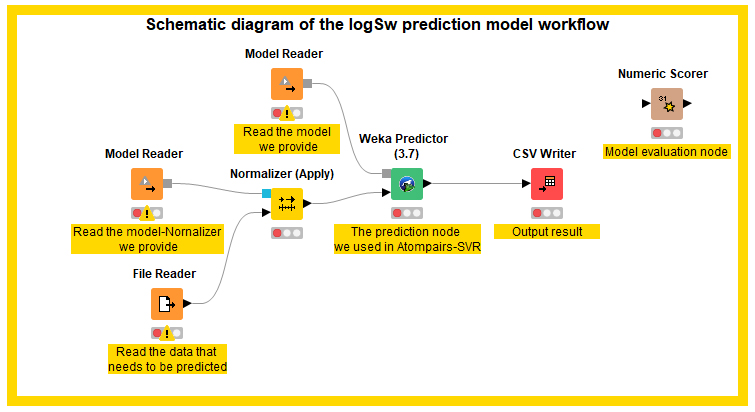 Schematic diagram of the logSw prediction model workflow
Model Reader
Read the model
we provide
Numeric Scorer
31
Model evaluation node
Weka Predictor
(3.7)
The prediction node
we used in Atompairs-SVR
CSV Writer
Output result
Model Reader
Read the model-Nornalizer
we provide
Normalizer (Apply)
File Reader
Read the data that
needs to be predicted